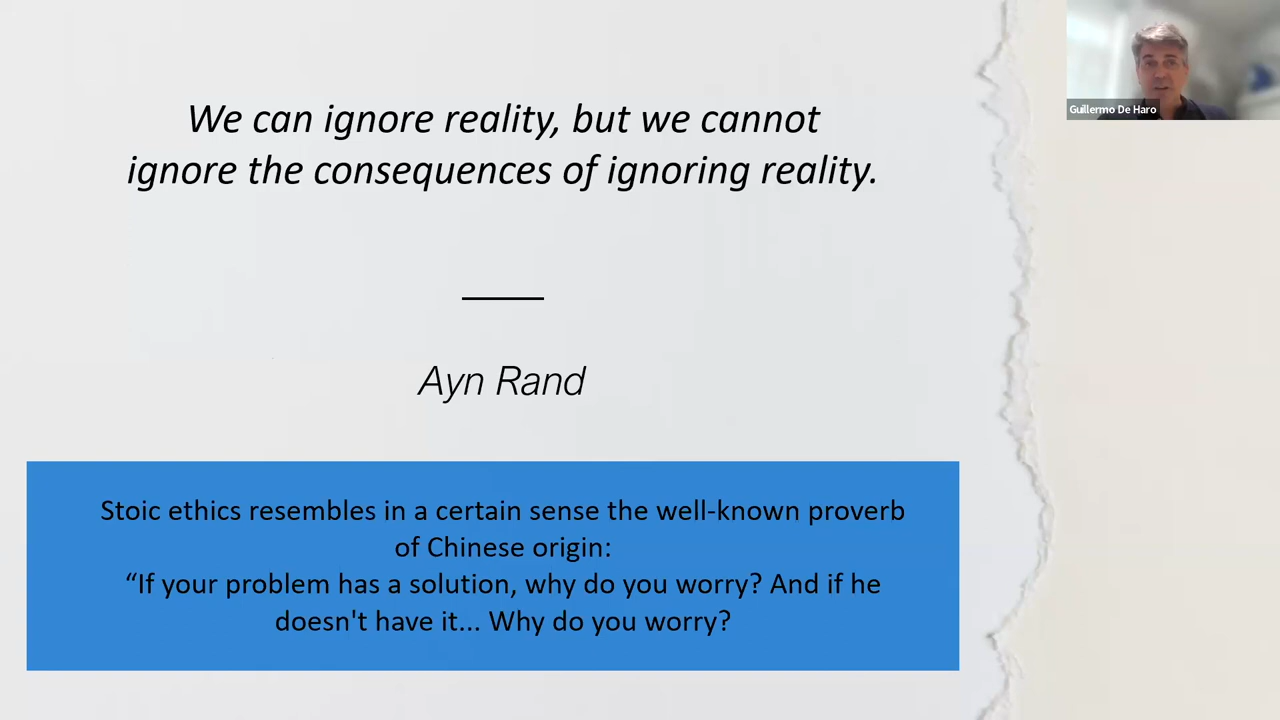 We can ignore reality, but we cannot
ignore the consequences of ignoring reality.
Ayn Rand
Stoic ethics resembles in a certain sense the well-known proverb
of Chinese origin:
“If your problem has a solution, why do you worry? And if he
doesn't have it... Why do you worry?
Guillermo De Haro